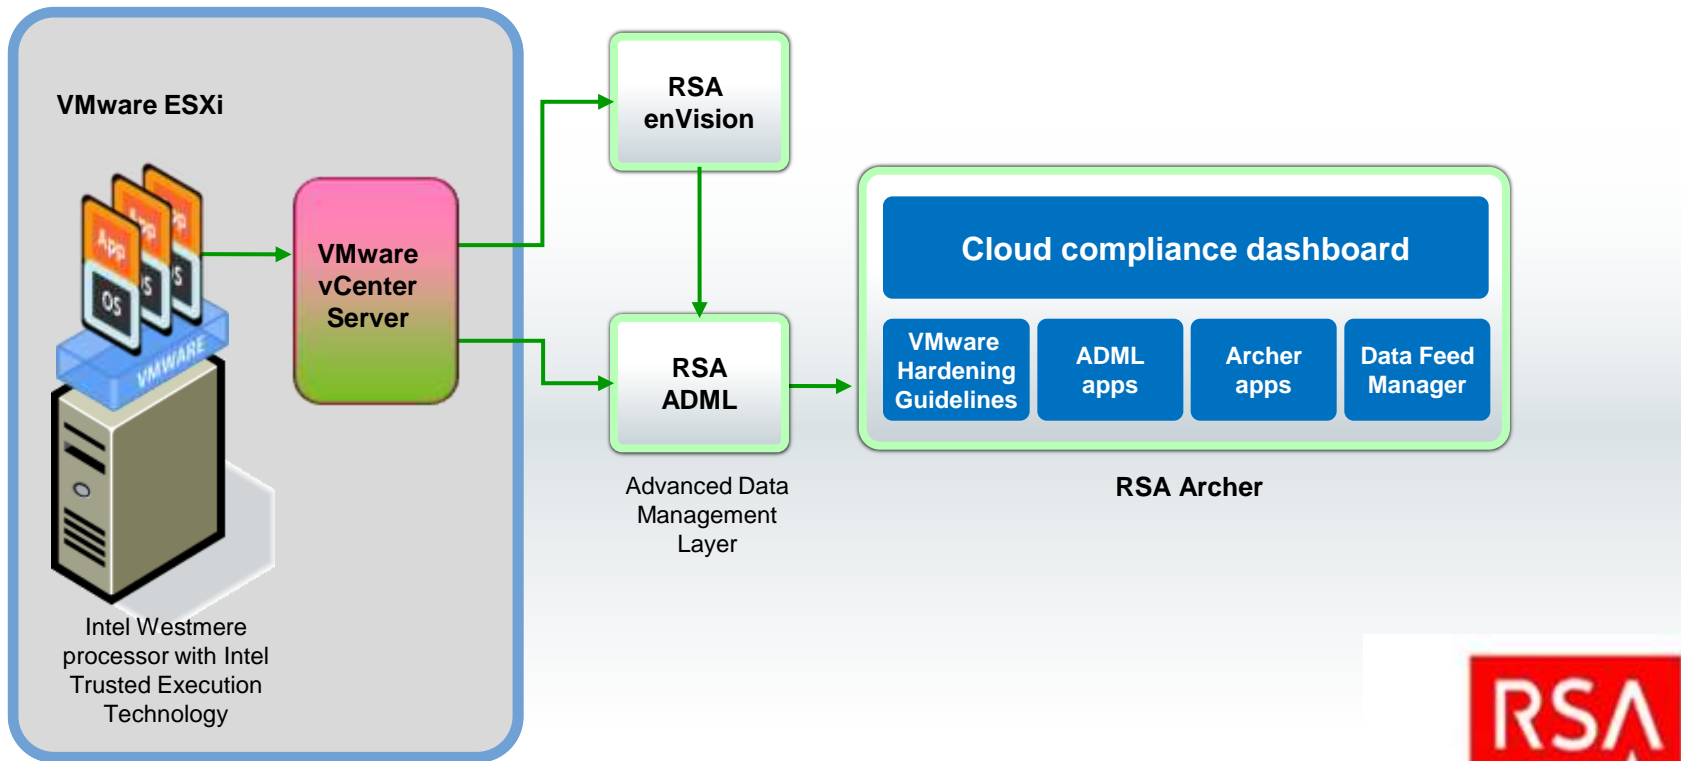 VMware ESXi
App
App
App
OS
OS
OS
VMWARE
Intel Westmere
processor with Intel
Trusted Execution
Technology
VMware
vCenter
Server
RSA
enVision
RSA
ADML
Advanced Data
Management
Layer
Cloud compliance dashboard
VMware
Hardening
Guidelines
ADML
apps
Archer
apps
Data Feed
Manager
RSA Archer
RSA